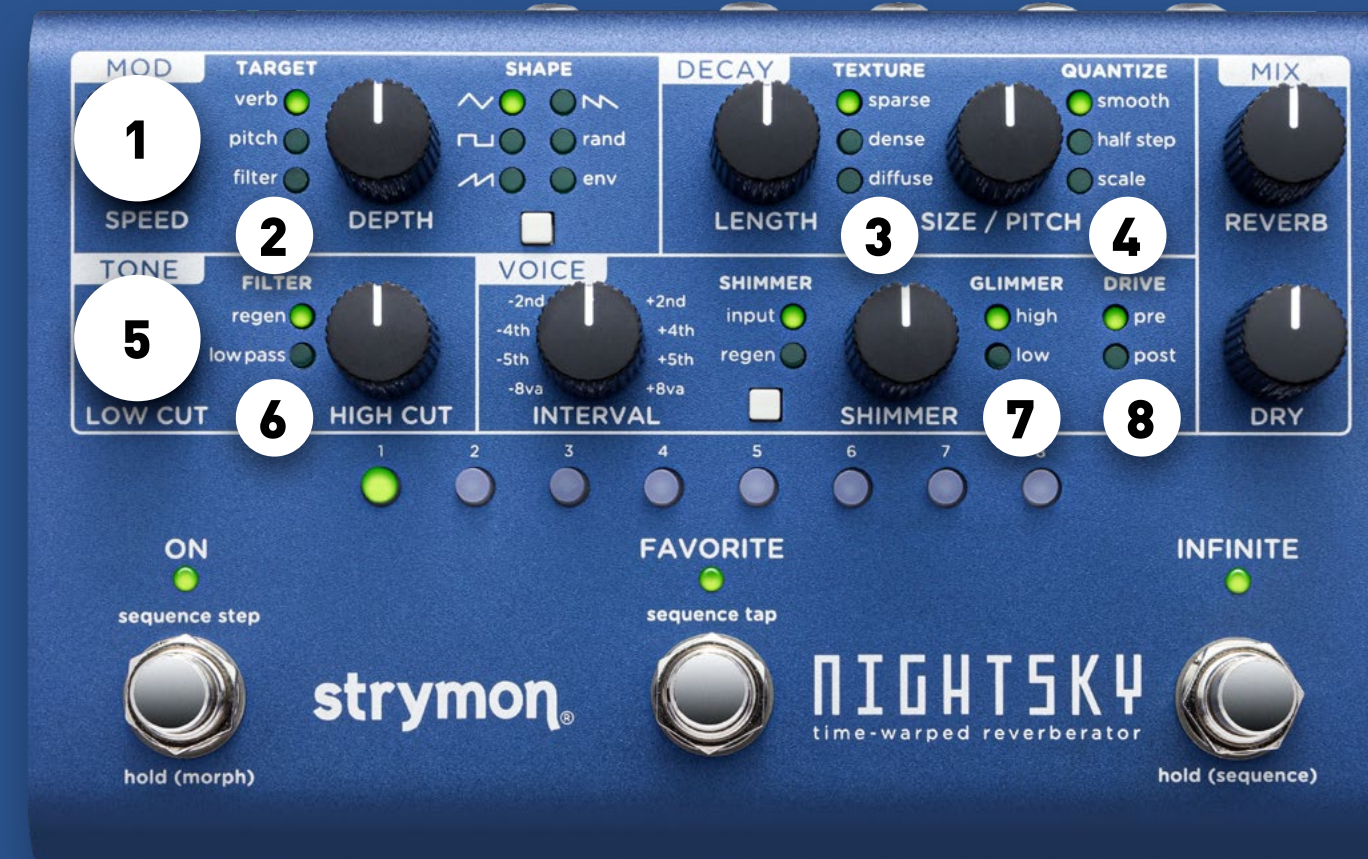 MOD
TARGET
SHAPE
DECAY
TEXTURE
QUANTIZE
MIX
verb
sparse
smooth
1
pitch
rand
dense
half step
filter
env
diffuse
scale
SPEED
2
DEPTH
LENGTH
3
SIZE / PITCH
4
REVERB
TONE
FILTER
VOICE
SHIMMER
GLIMMER
DRIVE
-2nd
+2nd
regen
input
high
pre
5
-4th
+4th
low pass
-5th
+5th
regen
low
post
-8va
+8va
LOW CUT
6
HIGH CUT
INTERVAL
SHIMMER
7
8
DRY
1 2 3 4 5 6 7
ON
FAVORITE
INFINITE
sequence step
sequence tap
strymon®
NIGHTSKY
time-warped reverberator
hold (morph)
hold (sequence)